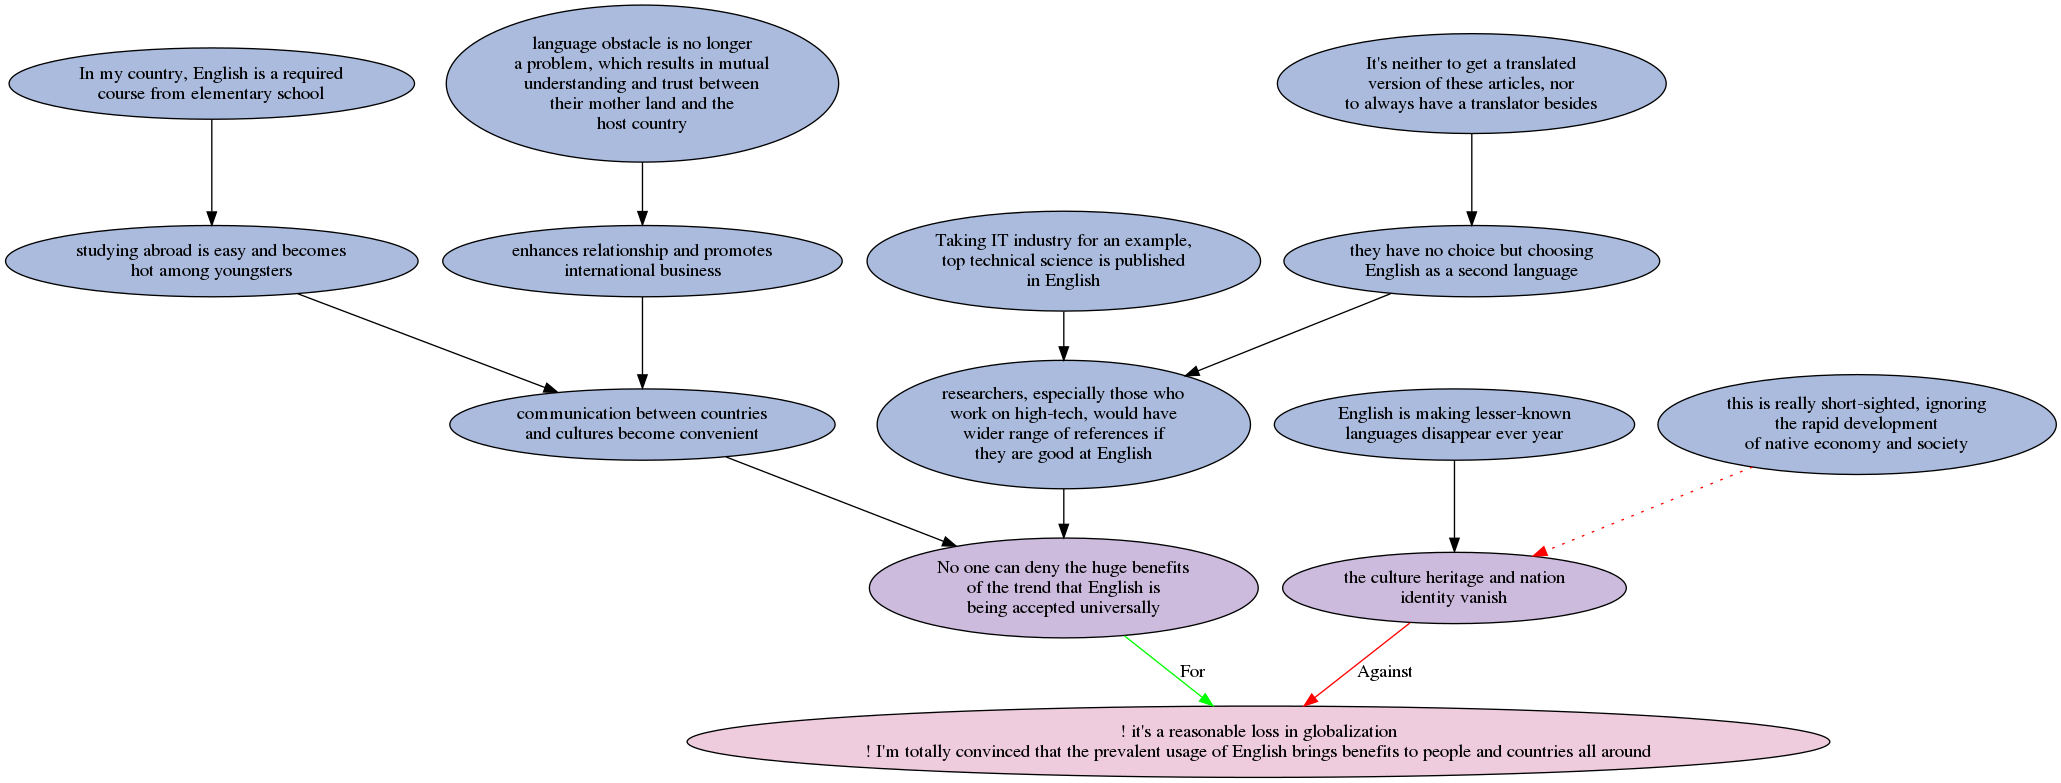 In my country, English is a required
course from elementary school
language obstacle is no longer
a problem, which results in mutual
understanding and trust between
their mother land and the
host country
It's neither to get a translated
version of these articles, nor
to always have a translator besides
studying abroad is easy and becomes
hot among youngsters
enhances relationship and promotes
international business
Taking IT industry for an example,
top technical science is published
in English
they have no choice but choosing
English as a second language
communication between countries
and cultures become convenient
researchers, especially those who
work on high-tech, would have
wider range of references if
they are good at English
English is making lesser-known
languages disappear ever year
this is really short-sighted, ignoring
the rapid development
of native economy and society
No one can deny the huge benefits
of the trend that English is
being accepted universally
the culture heritage and nation
identity vanish
For
Against
! it's a reasonable loss in globalization
! I'm totally convinced that the prevalent usage of English brings benefits to people and countries all around